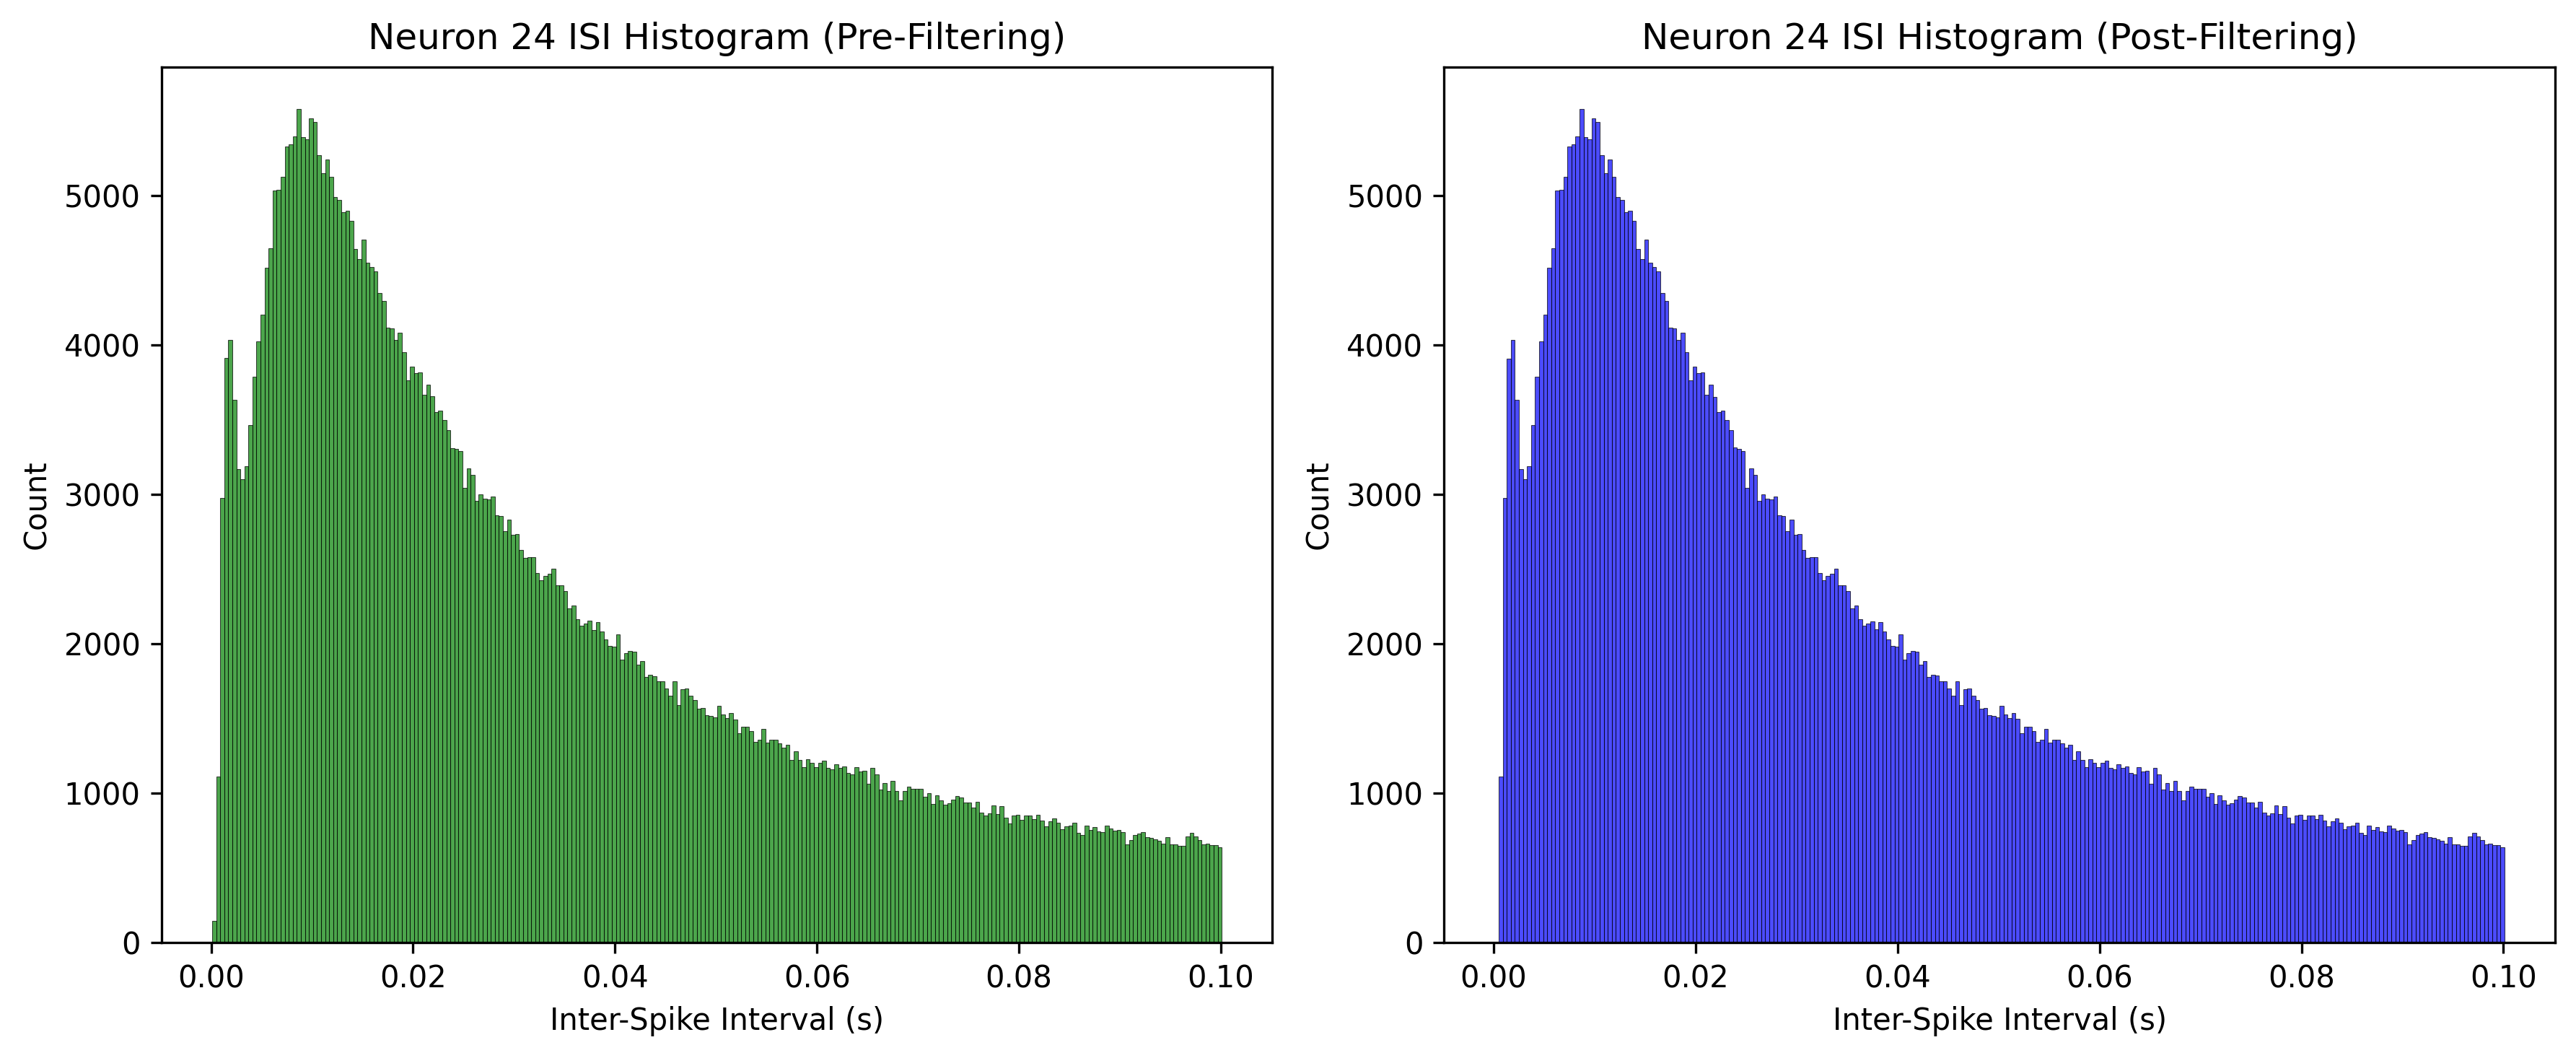 Neuron 24 ISI Histogram (Pre-Filtering)
5000
4000
3000
2000
1000
0
Count
0.00 0.02 0.04 0.06 0.08 0.10
Inter-Spike Interval (s)
Neuron 24 ISI Histogram (Post-Filtering)
5000
4000
3000
2000
1000
0
Count
0.00 0.02 0.04 0.06 0.08 0.10
Inter-Spike Interval (s)